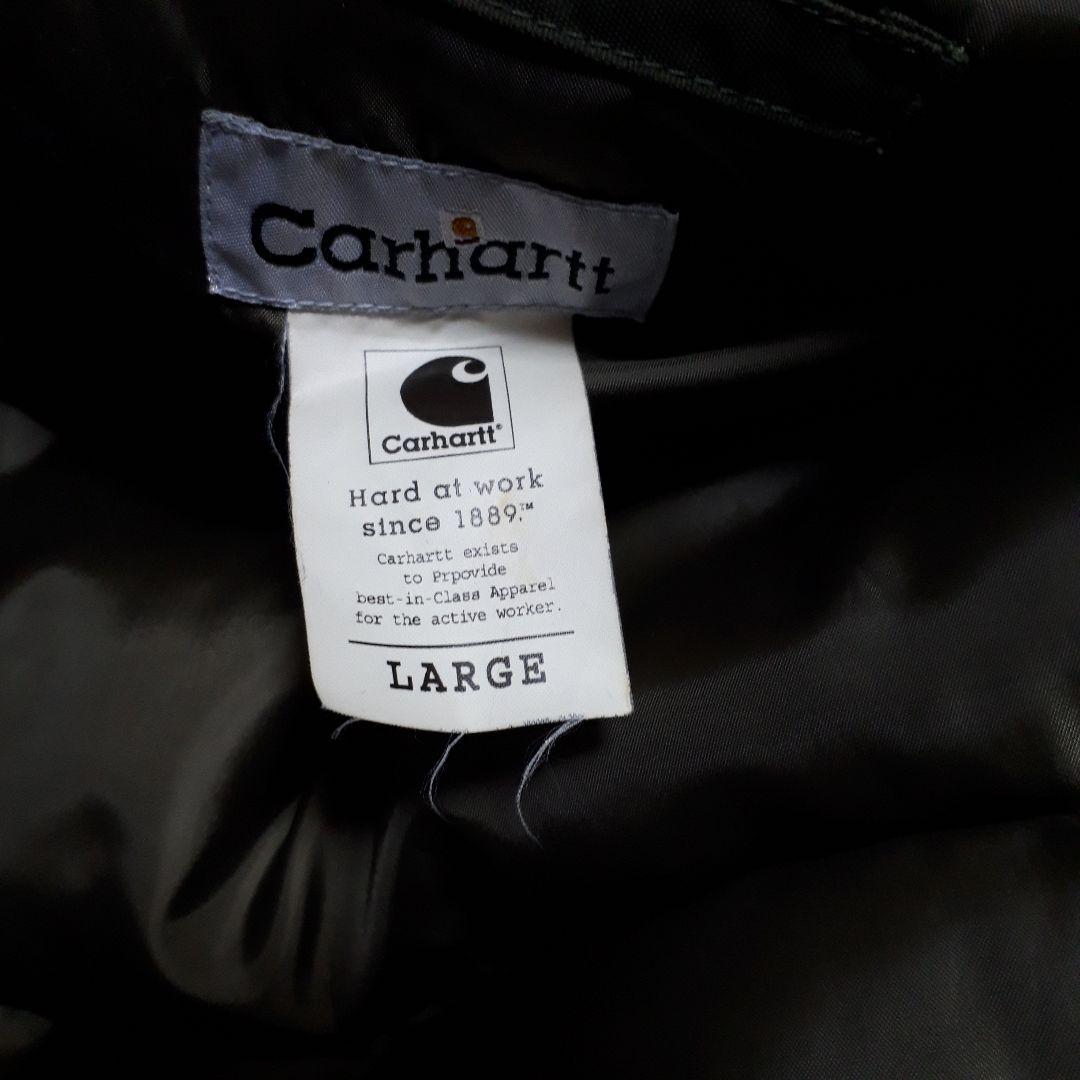 Carhartt
Carhartt®
Hard at work
since 1889.™
Carhartt exists
to Prpovide
best-in-Class Apparel
for the active worker.
LARGE